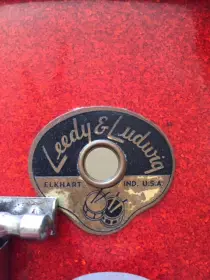 Leedy & Ludwig
ELKHART IND. U.S.A.